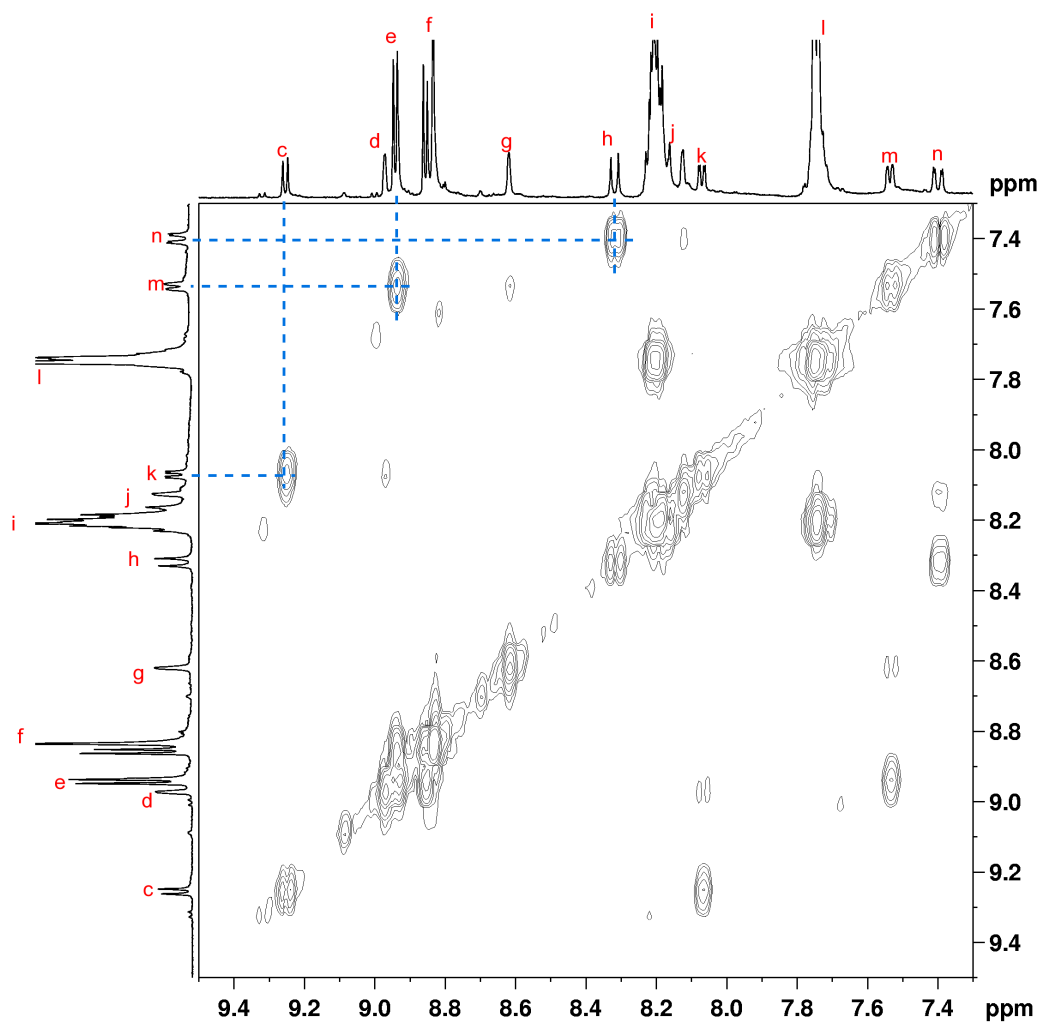 c d e f g h i j k l m n
ppm
n
7.4
m
7.6
l
7.8
k
8.0
j
i
8.2
h
8.4
g
8.6
f
8.8
e
d
9.0
c
9.2
9.4
9.4 9.2 9.0 8.8 8.6 8.4 8.2 8.0 7.8 7.6 7.4 ppm